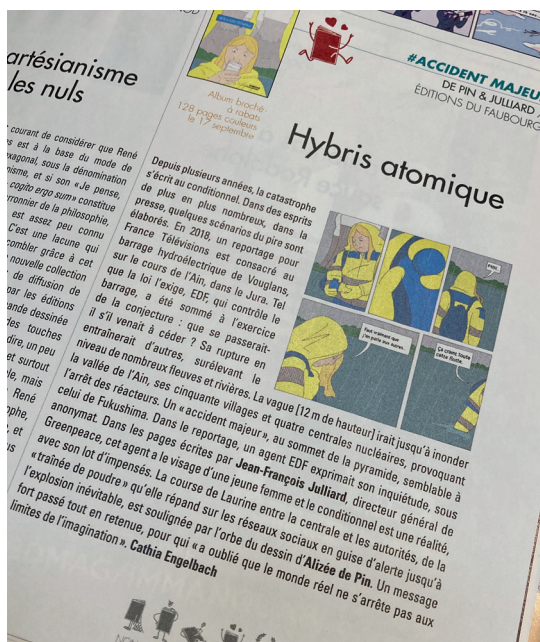 artésianisme
les nuls
courant de considérer que René
est à la base du mode de
sous la dénomination
et si son «Je pense,
cogito ergo sum» constitue
de la philosophie,
est assez peu connu
C'est une lacune qui
combler grâce à cet
nouvelle collection
de diffusion de
par les éditions
bande dessinée
des touches
dire, un peu
et surtout
mais
René
et
Album broché
à rabats
128 pages couleurs
le 17 septembre
#ACCIDENT MAJEU
DE PIN & JULLIARD /
ÉDITIONS DU FAUBOURG
Hybris atomique
Depuis plusieurs années, la catastrophe
s'écrit au conditionnel. Dans des esprits
de plus en plus nombreux, dans la
presse, quelques scénarios du pire sont
élaborés. En 2018, un reportage pour
France Télévisions est consacré au
barrage hydroélectrique de Vouglans,
sur le cours de l'Ain, dans le Jura. Tel
que la loi l'exige, EDF, qui contrôle le
barrage, a été sommé à l'exercice
de la conjecture : que se passerait-
il s'il venait à céder ? Sa rupture en
entraînerait d'autres, surélevant le
niveau de nombreux fleuves et rivières. La vague [12 m de hauteur] irait jusqu'à inonder
la vallée de l'Ain, ses cinquante villages et quatre centrales nucléaires, provoquant
l'arrêt des réacteurs. Un «accident majeur», au sommet de la pyramide, semblable à
celui de Fukushima. Dans le reportage, un agent EDF exprimait son inquiétude, sous
anonymat. Dans les pages écrites par Jean-François Julliard, directeur général de
Greenpeace, cet agent a le visage d'une jeune femme et le conditionnel est une réalité,
avec son lot d'impensés. La course de Laurine entre la centrale et les autorités, de la
«traînée de poudre» qu'elle répand sur les réseaux sociaux en guise d'alerte jusqu'à
l'explosion inévitable, est soulignée par l'orbe du dessin d'Alizée de Pin. Un message
fort passé tout en retenue, pour qui «a oublié que le monde réel ne s'arrête pas aux
limites de l'imagination». Cathia Engelbach
Faut vraiment que
j'en parle aux autres.
Ça craint toute
cette flotte.